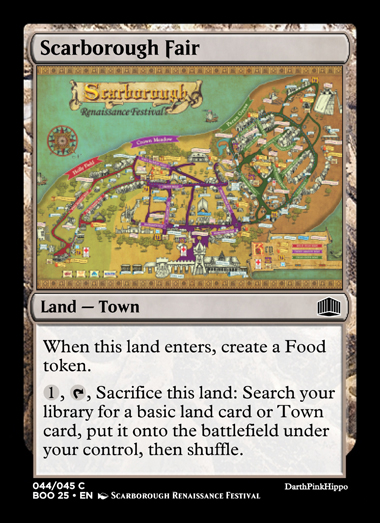 Scarborough Fair
Scarborough
Renaissance Festival
Crown Meadow
Land — Town
When this land enters, create a Food
token.
1, T, Sacrifice this land: Search your
library for a basic land card or Town
card, put it onto the battlefield under
your control, then shuffle.
044/045 C
BOO 25 • EN Scarborough Renaissance Festival
DarthPinkHippo